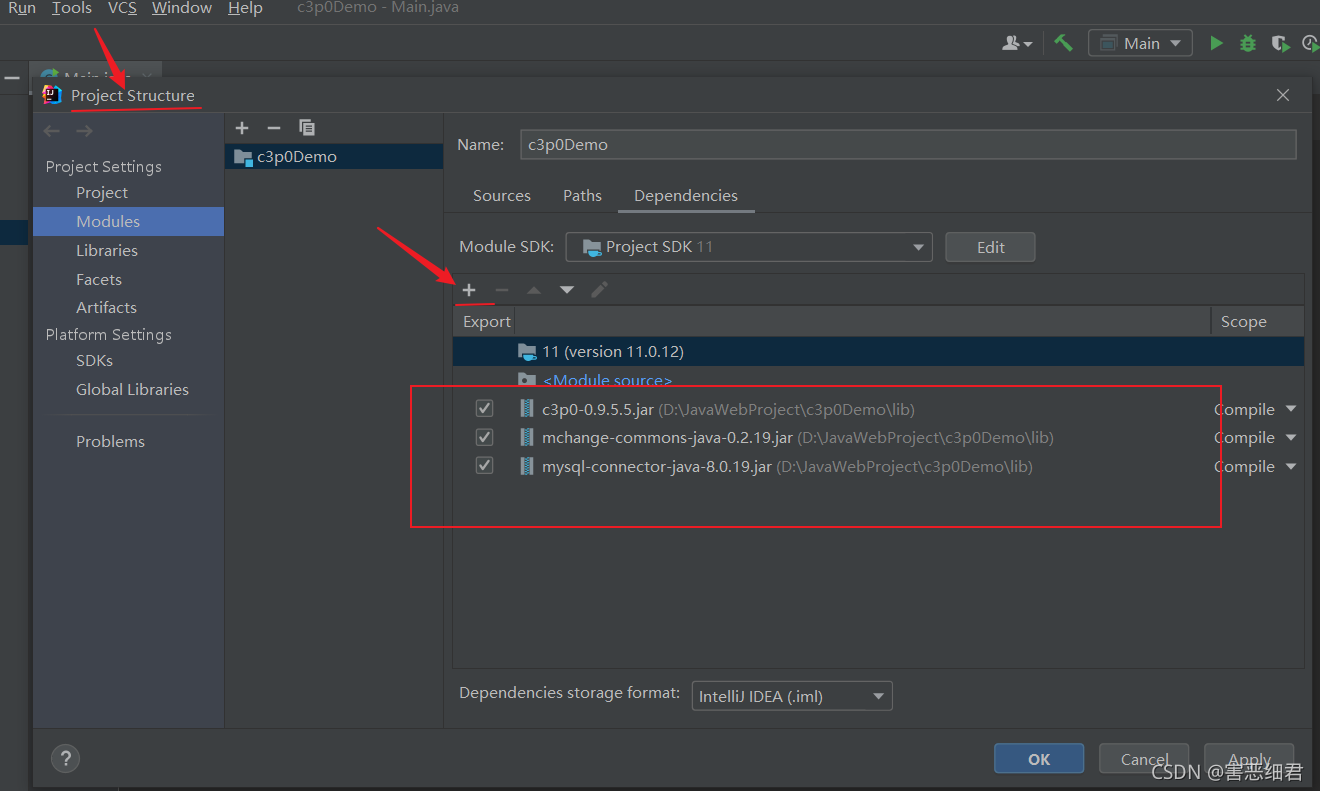 Run Tools VCS Window Help c3p0Demo - Main.java
Main
Main.java
Project Structure
Project Settings
Project
Modules
Libraries
Facets
Artifacts
Platform Settings
SDKs
Global Libraries
Problems
c3p0Demo
Name: c3p0Demo
Sources Paths Dependencies
Module SDK: Project SDK 11 Edit
Export Scope
11 (version 11.0.12)
<Module source>
c3p0-0.9.5.5.jar (D:\JavaWebProject\c3p0Demo\lib) Compile
mchange-commons-java-0.2.19.jar (D:\JavaWebProject\c3p0Demo\lib) Compile
mysql-connector-java-8.0.19.jar (D:\JavaWebProject\c3p0Demo\lib) Compile
Dependencies storage format: IntelliJ IDEA (.iml)
? OK Cancel Apply
CSDN @害恶细君